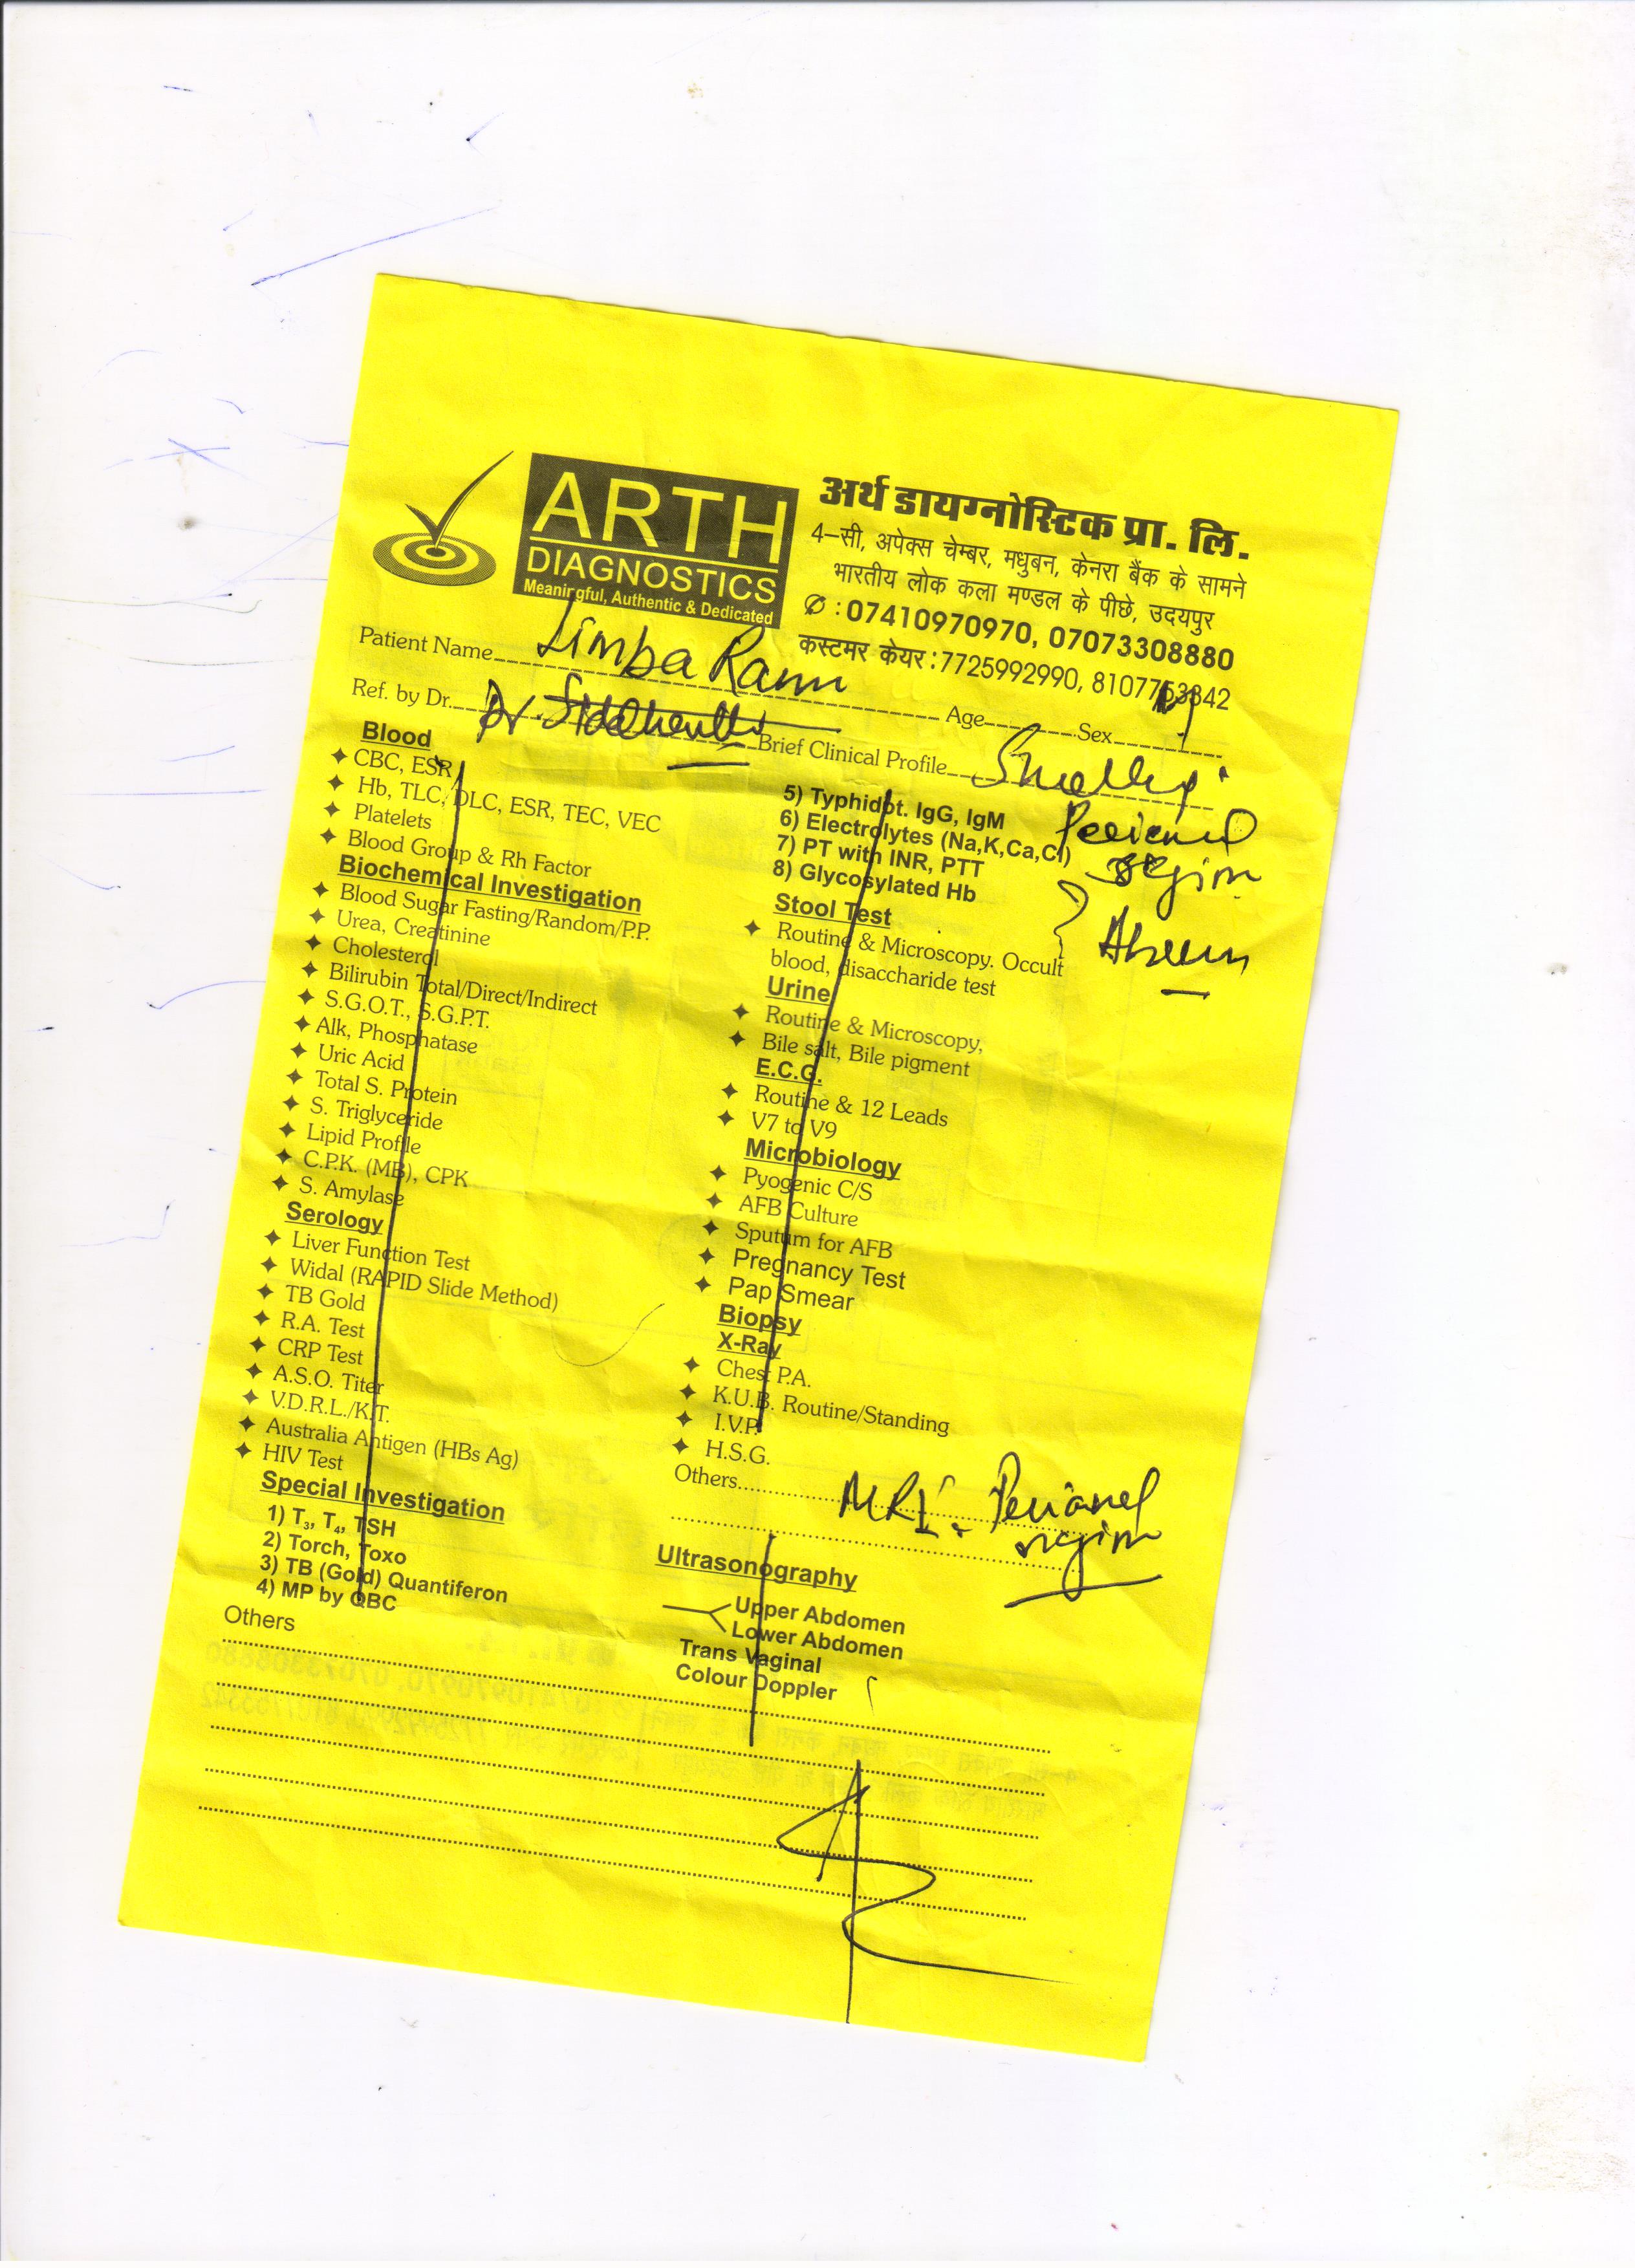 ARTH
DIAGNOSTICS
Meaningful, Authentic & Dedicated
अर्थ डायग्नोस्टिक प्रा. लि.
4-सी, अपेक्स चेम्बर, मधुबन, केनरा बैंक के सामने
भारतीय लोक कला मण्डल के पीछे, उदयपुर
✆ : 07410970970, 07073308880
कस्टमर केयर : 7725992990, 8107753342
Patient Name Limba Ram Age Sex M
Ref. by Dr. Dr. Siddharth Brief Clinical Profile Swelling
Perianal
region
Blood
CBC, ESR
Hb, TLC, DLC, ESR, TEC, VEC
Platelets
Blood Group & Rh Factor
Biochemical Investigation
Blood Sugar Fasting/Random/P.P.
Urea, Creatinine
Cholesterol
Bilirubin Total/Direct/Indirect
S.G.O.T., S.G.P.T.
Alk, Phosphatase
Uric Acid
Total S. Protein
S. Triglyceride
Lipid Profile
C.P.K. (MB), CPK
S. Amylase
Serology
Liver Function Test
Widal (RAPID Slide Method)
TB Gold
R.A. Test
CRP Test
A.S.O. Titer
V.D.R.L./K.T.
Australia Antigen (HBs Ag)
HIV Test
Special Investigation
1) T3, T4, TSH
2) Torch, Toxo
3) TB (Gold) Quantiferon
4) MP by QBC
Others
5) Typhidot. IgG, IgM
6) Electrolytes (Na,K,Ca,Cl)
7) PT with INR, PTT
8) Glycosylated Hb
Stool Test
Routine & Microscopy. Occult
blood, disaccharide test
Urine
Routine & Microscopy,
Bile salt, Bile pigment
E.C.G.
Routine & 12 Leads
V7 to V9
Microbiology
Pyogenic C/S
AFB Culture
Sputum for AFB
Pregnancy Test
Pap Smear
Biopsy
X-Ray
Chest P.A.
K.U.B. Routine/Standing
I.V.P.
H.S.G.
Others MRI - Perianal
region
Ultrasonography
Upper Abdomen
Lower Abdomen
Trans Vaginal
Colour Doppler